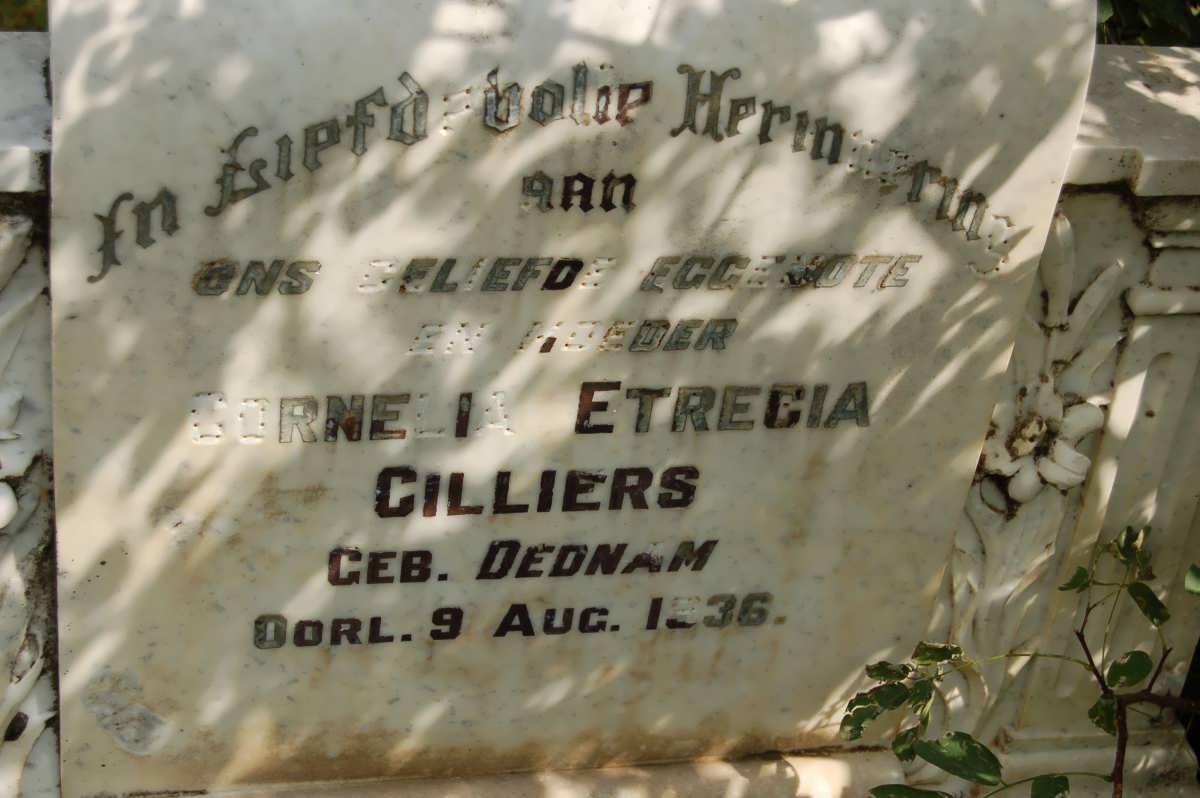 In Liefdevolle Herinnering
AAN
ONS GELIEFDE EGGENOTE
EN MOEDER
CORNELIA ETRECIA
CILLIERS
GEB. DEDNAM
OORL. 9 AUG. 1936.